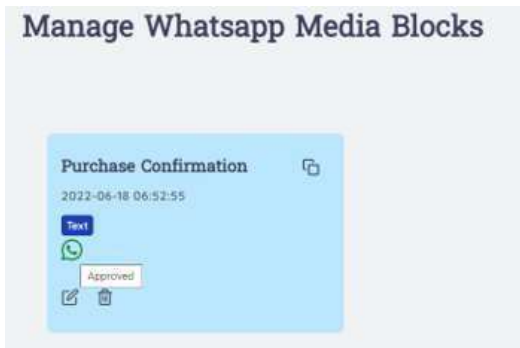 Manage Whatsapp Media Blocks
Purchase Confirmation
2022-06-18 06:52:55
Text
Approved